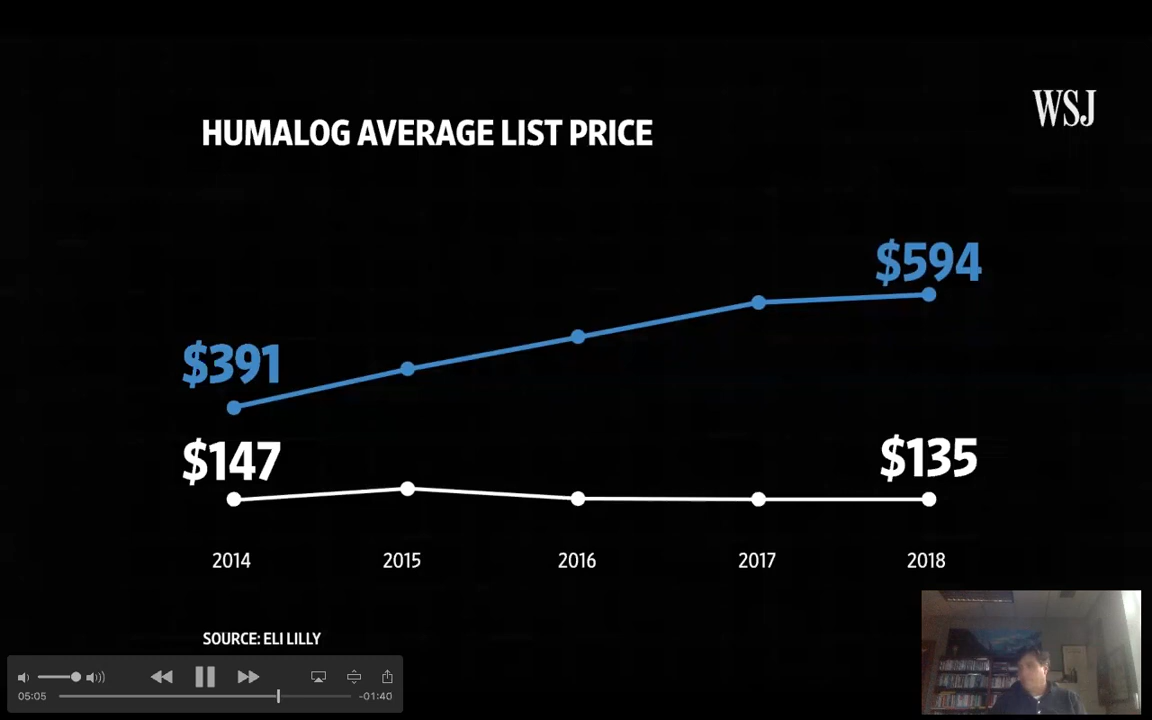 WSJ
HUMALOG AVERAGE LIST PRICE
$594
$391
$147
$135
2014 2015 2016 2017 2018
SOURCE: ELI LILLY
05:05 -01:40